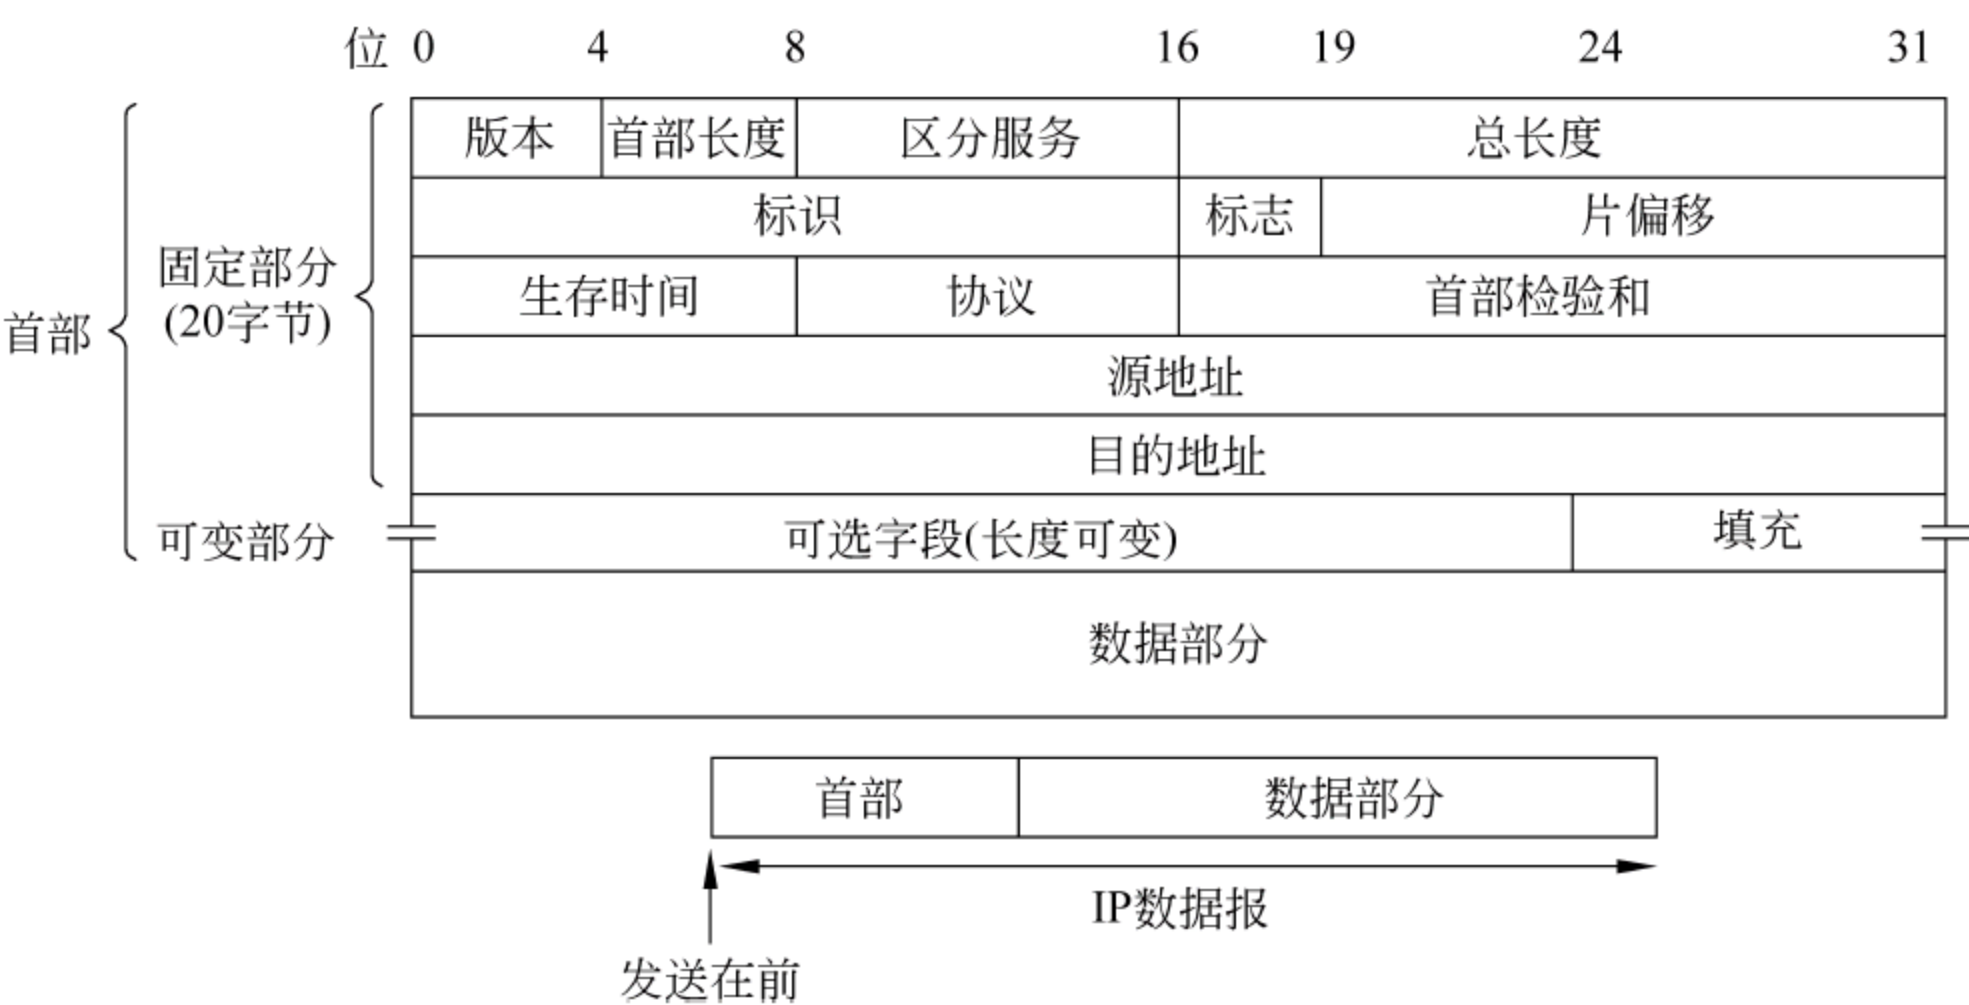 位 0 4 8 16 19 24 31
版本 首部长度 区分服务 总长度
标识 标志 片偏移
固定部分
(20字节)
生存时间 协议 首部检验和
首部
源地址
目的地址
可变部分 可选字段(长度可变) 填充
数据部分
首部 数据部分
IP数据报
发送在前